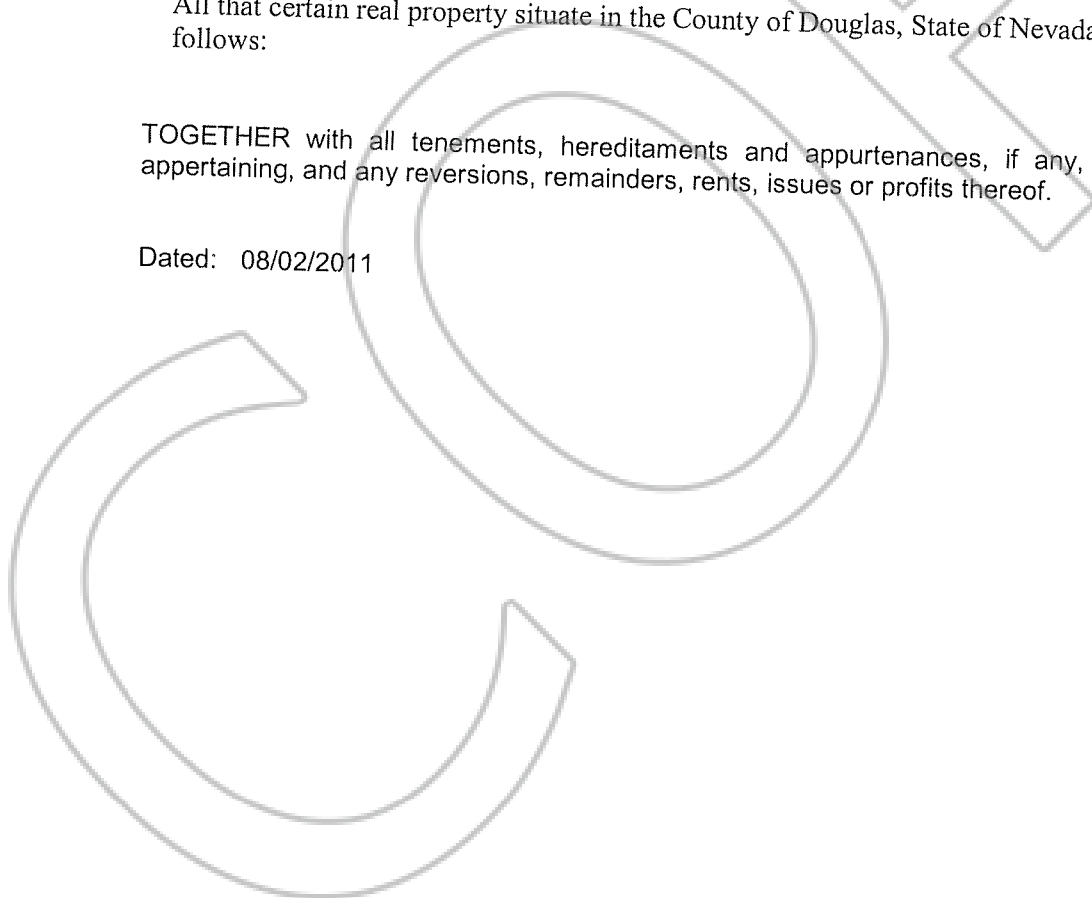 All that certain real property situate in the County of Douglas, State of Nevada
follows:
TOGETHER with all tenements, hereditaments and appurtenances, if any,
appertaining, and any reversions, remainders, rents, issues or profits thereof.
Dated: 08/02/2011